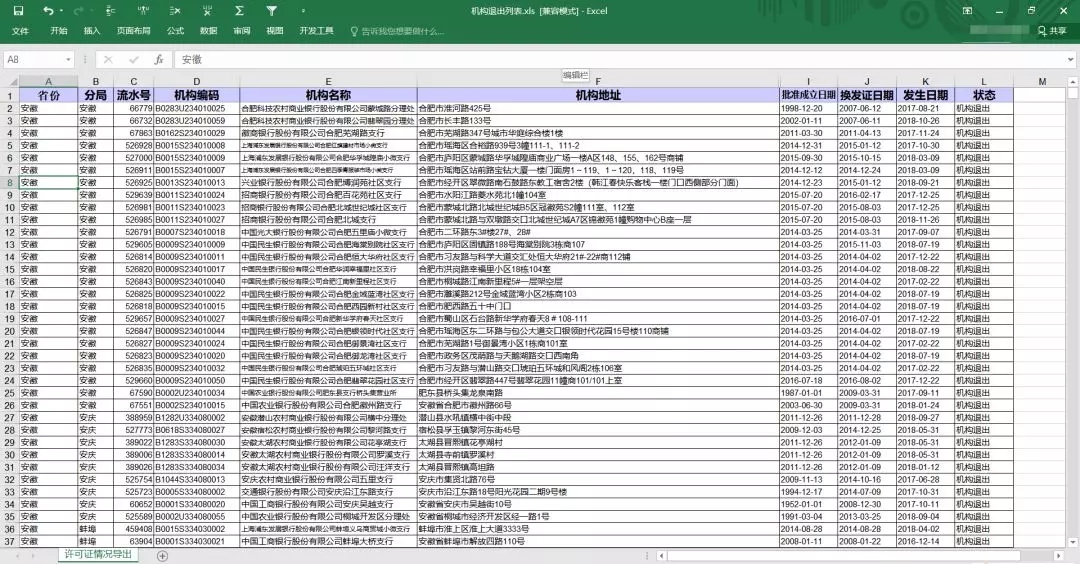 机构退出列表.xls [兼容模式] - Excel
文件 开始 插入 页面布局 公式 数据 审阅 视图 开发工具 告诉我您想要做什么... 共享
A8 fx 安徽
编辑栏
A B C D E F I J K L M
1 省份 分局 流水号 机构编码 机构名称 机构地址 批准成立日期 换发证日期 发生日期 状态
2 安徽 安徽 66779 B0283U234010025 合肥科技农村商业银行股份有限公司蒙城路分理处 合肥市淮河路425号 1998-12-20 2007-06-12 2017-08-21 机构退出
3 安徽 安徽 66732 B0283U234010059 合肥科技农村商业银行股份有限公司翡翠园分理处 合肥市长丰路133号 2002-01-11 2007-06-11 2018-10-26 机构退出
4 安徽 安徽 67863 B0162S234010029 徽商银行股份有限公司合肥芜湖路支行 合肥市芜湖路347号城市华庭综合楼1楼 2011-03-30 2011-04-13 2017-11-24 机构退出
5 安徽 安徽 526928 B0015S234010008 上海浦东发展银行股份有限公司合肥红旗建材市场小微支行 合肥市瑶海区合裕路939号3幢111-1、111-2 2014-12-31 2015-01-12 2017-10-30 机构退出
6 安徽 安徽 527000 B0015S234010009 上海浦东发展银行股份有限公司合肥华孚城隍庙小微支行 合肥市庐阳区蒙城路华孚城隍庙商业广场一楼A区148、155、162号商铺 2015-09-30 2015-10-15 2018-03-09 机构退出
7 安徽 安徽 526911 B0015S234010007 上海浦东发展银行股份有限公司合肥四季青服装市场小微支行 合肥市瑶海区站前路宝钻大厦一楼门面房1－119、1－120、118、119号 2014-12-12 2014-12-24 2018-03-09 机构退出
8 安徽 安徽 526925 B0013S234010013 兴业银行股份有限公司合肥博润苑社区支行 合肥市经开区翠微路南石鼓路东教工宿舍2楼（韩江春快乐客栈一楼门口西侧部分门面） 2014-12-23 2015-01-12 2018-09-21 机构退出
9 安徽 安徽 529639 B0011S234010024 招商银行股份有限公司合肥百花苑社区支行 合肥市水阳江路菱水苑北1幢104室 2015-07-20 2016-02-17 2017-12-25 机构退出
10 安徽 安徽 526981 B0011S234010023 招商银行股份有限公司合肥北城世纪城社区支行 合肥市蒙城北路北城世纪城B5区冠徽苑S2幢111室、112室 2015-07-20 2015-08-03 2017-12-25 机构退出
11 安徽 安徽 526985 B0011S234010027 招商银行股份有限公司合肥北城支行 合肥市蒙城北路与双墩路交口北城世纪城A7区锦徽苑1幢购物中心B座一层 2015-07-20 2015-08-03 2018-11-26 机构退出
12 安徽 安徽 526791 B0007S234010018 中国光大银行股份有限公司合肥五里庙小微支行 合肥市二环路东3#楼27#、28# 2014-03-24 2014-03-31 2017-09-07 机构退出
13 安徽 安徽 529605 B0009S234010009 中国民生银行股份有限公司合肥海棠别院社区支行 合肥市庐阳区固镇路188号海棠别院3栋商107 2014-03-25 2015-11-03 2018-07-19 机构退出
14 安徽 安徽 526814 B0009S234010011 中国民生银行股份有限公司合肥恒大华府社区支行 合肥市习友路与科学大道交汇处恒大华府21#-22#商112铺 2014-03-25 2014-04-02 2017-12-22 机构退出
15 安徽 安徽 526820 B0009S234010017 中国民生银行股份有限公司合肥华润幸福里社区支行 合肥市洪岗路幸福里小区18栋104室 2014-03-25 2014-04-02 2018-08-22 机构退出
16 安徽 安徽 526843 B0009S234010040 中国民生银行股份有限公司合肥江南新里程社区支行 合肥市桐城路江南新里程5#一层架空层 2014-03-25 2014-04-02 2017-02-22 机构退出
17 安徽 安徽 526825 B0009S234010022 中国民生银行股份有限公司合肥金域蓝湾社区支行 合肥市濉溪路212号金域蓝湾小区2栋商103 2014-03-25 2014-04-02 2018-07-19 机构退出
18 安徽 安徽 526818 B0009S234010015 中国民生银行股份有限公司合肥西园新村社区支行 合肥市肥西路五十中门口 2014-03-25 2014-04-02 2018-07-19 机构退出
19 安徽 安徽 529657 B0009S234010027 中国民生银行股份有限公司合肥新华学府春天社区支行 合肥市蜀山区石台路新华学府春天8＃108-111 2014-03-25 2016-07-01 2017-12-22 机构退出
20 安徽 安徽 526847 B0009S234010044 中国民生银行股份有限公司合肥银领时代社区支行 合肥市瑶海区东二环路与包公大道交口银领时代花园15号楼110商铺 2014-03-25 2014-04-02 2018-07-19 机构退出
21 安徽 安徽 526827 B0009S234010024 中国民生银行股份有限公司合肥御景湾社区支行 合肥市芜湖路1号御景湾小区1栋商101室 2014-03-25 2014-04-02 2017-02-22 机构退出
22 安徽 安徽 526823 B0009S234010020 中国民生银行股份有限公司合肥御龙湾社区支行 合肥市政务区茂荫路与天鹅湖路交口西南角 2014-03-25 2014-04-02 2018-07-19 机构退出
23 安徽 安徽 526835 B0009S234010032 中国民生银行股份有限公司合肥琥珀五环城社区支行 合肥市习友路与潜山路交口琥珀五环城和风阁2栋106室 2014-03-25 2014-04-02 2017-02-22 机构退出
24 安徽 安徽 529660 B0009S234010050 中国民生银行股份有限公司合肥翡翠花园社区支行 合肥市经开区翡翠路447号翡翠花园11幢商101/101上室 2016-07-18 2016-08-02 2017-12-22 机构退出
25 安徽 安徽 67590 B0002U234010034 中国农业银行股份有限公司肥东县支行桥头集营业所 肥东县桥头集龙泉南路 1987-01-01 2009-03-31 2017-09-11 机构退出
26 安徽 安徽 67551 B0002S234010015 中国农业银行股份有限公司合肥徽州路支行 安徽省合肥市徽州路66号 2003-06-30 2009-03-31 2018-01-24 机构退出
27 安徽 安庆 388959 B1282U334080002 安徽潜山农村商业银行股份有限公司横中分理处 潜山县水吼镇横中街中段 2011-12-26 2011-12-28 2018-09-27 机构退出
28 安徽 安庆 527773 B0618S334080027 安徽宿松农村商业银行股份有限公司黎河路支行 宿松县孚玉镇黎河东街45号 2009-12-03 2014-12-25 2018-05-31 机构退出
29 安徽 安庆 389022 B1283S334080030 安徽太湖农村商业银行股份有限公司花亭湖支行 太湖县晋熙镇花亭湖村 2011-12-26 2012-01-09 2018-05-31 机构退出
30 安徽 安庆 389006 B1283S334080014 安徽太湖农村商业银行股份有限公司罗溪支行 太湖县寺前镇罗溪村 2011-12-26 2012-01-09 2018-05-31 机构退出
31 安徽 安庆 389026 B1283S334080034 安徽太湖农村商业银行股份有限公司汪洋支行 太湖县晋熙镇高坦路 2011-12-26 2012-01-09 2018-01-12 机构退出
32 安徽 安庆 525754 B1044S334080013 安庆农村商业银行股份有限公司五里支行 安庆市集贤北路76号 2009-11-13 2014-10-16 2017-06-28 机构退出
33 安徽 安庆 525723 B0005S334080002 交通银行股份有限公司安庆沿江东路支行 安庆市沿江东路18号阳光花园二期9号楼 1994-12-17 2014-07-09 2017-10-31 机构退出
34 安徽 安庆 60652 B0001S334080020 中国工商银行股份有限公司安庆吴越支行 安徽省安庆市吴越街10号 1952-01-01 2008-12-30 2017-10-11 机构退出
35 安徽 安庆 525589 B0002U334080055 中国农业银行股份有限公司桐城开发区分理处 安徽省桐城市经济开发区经一路1号 1991-03-04 2013-03-25 2018-09-04 机构退出
36 安徽 蚌埠 459408 B0015S334030002 上海浦东发展银行股份有限公司蚌埠义乌商贸城小微支行 蚌埠市淮上区淮上大道3333号 2014-08-28 2014-08-28 2018-04-02 机构退出
37 安徽 蚌埠 63904 B0001S334030021 中国工商银行股份有限公司蚌埠大桥支行 安徽省蚌埠市解放四路110号 2008-01-11 2008-01-22 2016-12-14 机构退出
许可证情况导出